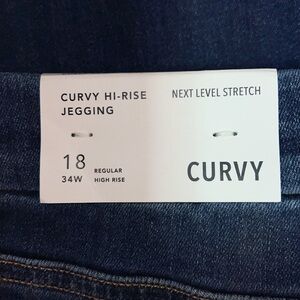 CURVY HI-RISE
JEGGING
NEXT LEVEL STRETCH
18
34W
REGULAR
HIGH RISE
CURVY